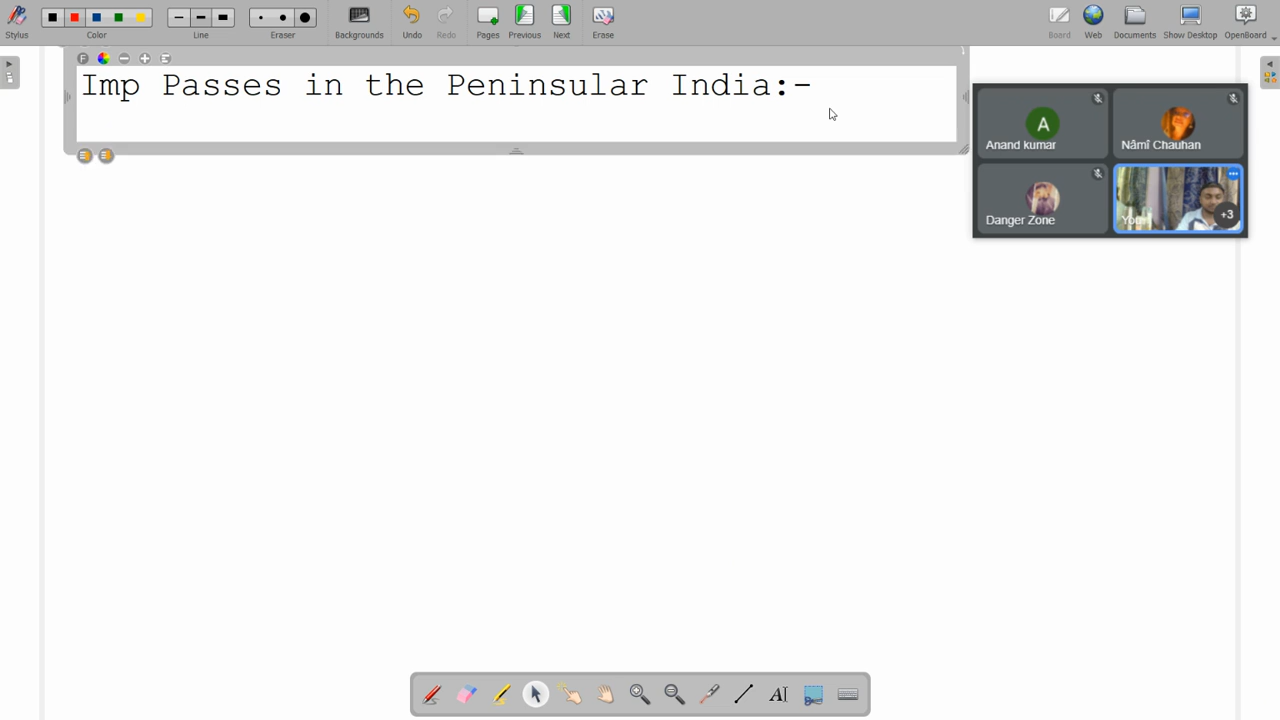 Stylus
Color
Line
Eraser
Backgrounds
Undo
Redo
Pages
Previous
Next
Erase
Board
Web
Documents
Show Desktop
OpenBoard
F
Imp Passes in the Peninsular India:-
A
Anand kumar
Nâmî Chauhan
Danger Zone
+3